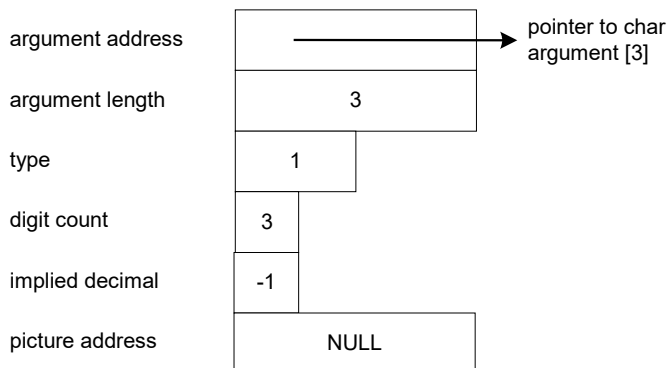 argument address
pointer to char
argument [3]
argument length
3
type
1
digit count
3
implied decimal
-1
picture address
NULL